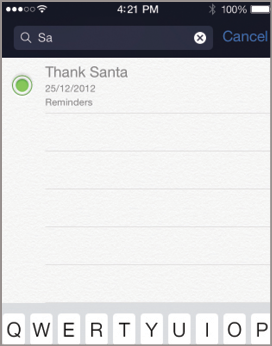 4:21 PM 100%
Sa Cancel
Thank Santa
25/12/2012
Reminders
Q W E R T Y U I O P